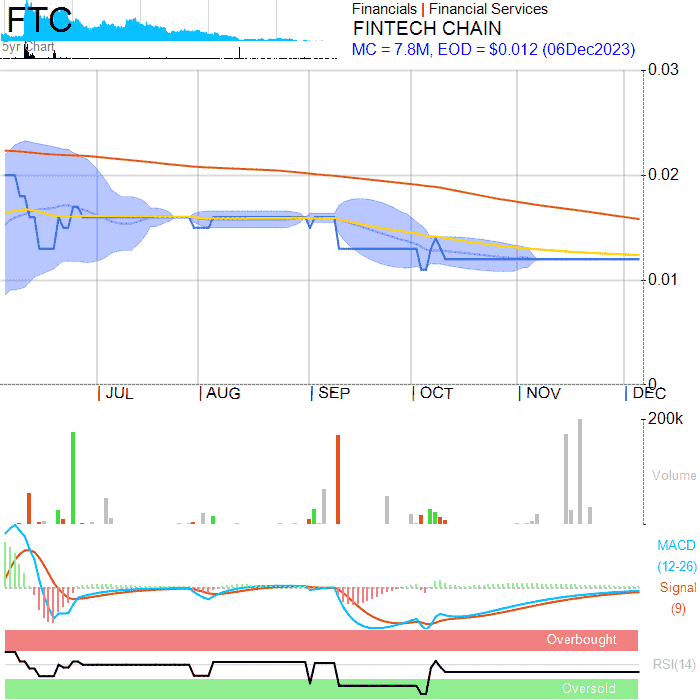 FTC
5yr Chart
Financials | Financial Services
FINTECH CHAIN
MC = 7.8M, EOD = $0.012 (06Dec2023)
0.03
0.02
0.01
0
|JUL |AUG |SEP |OCT |NOV |DEC
200k
Volume
MACD
(12-26)
Signal
(9)
Overbought
RSI(14)
Oversold